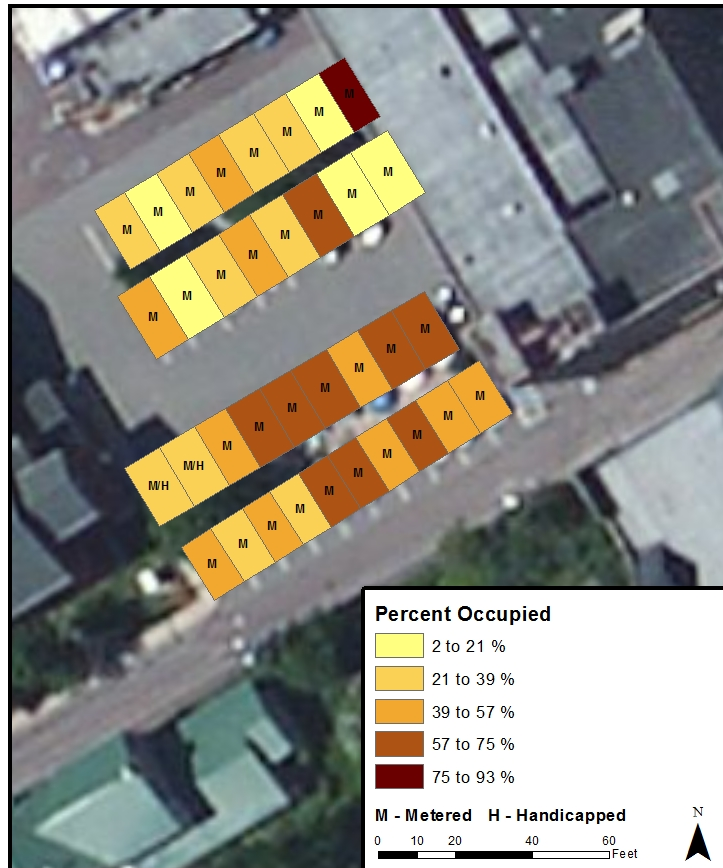 M M M M M M M M
M M M M M M M M
M/H M/H M M M M M M M
M M M M M M M M M M
Percent Occupied
2 to 21 %
21 to 39 %
39 to 57 %
57 to 75 %
75 to 93 %
M - Metered H - Handicapped
N
0 10 20 40 60
Feet